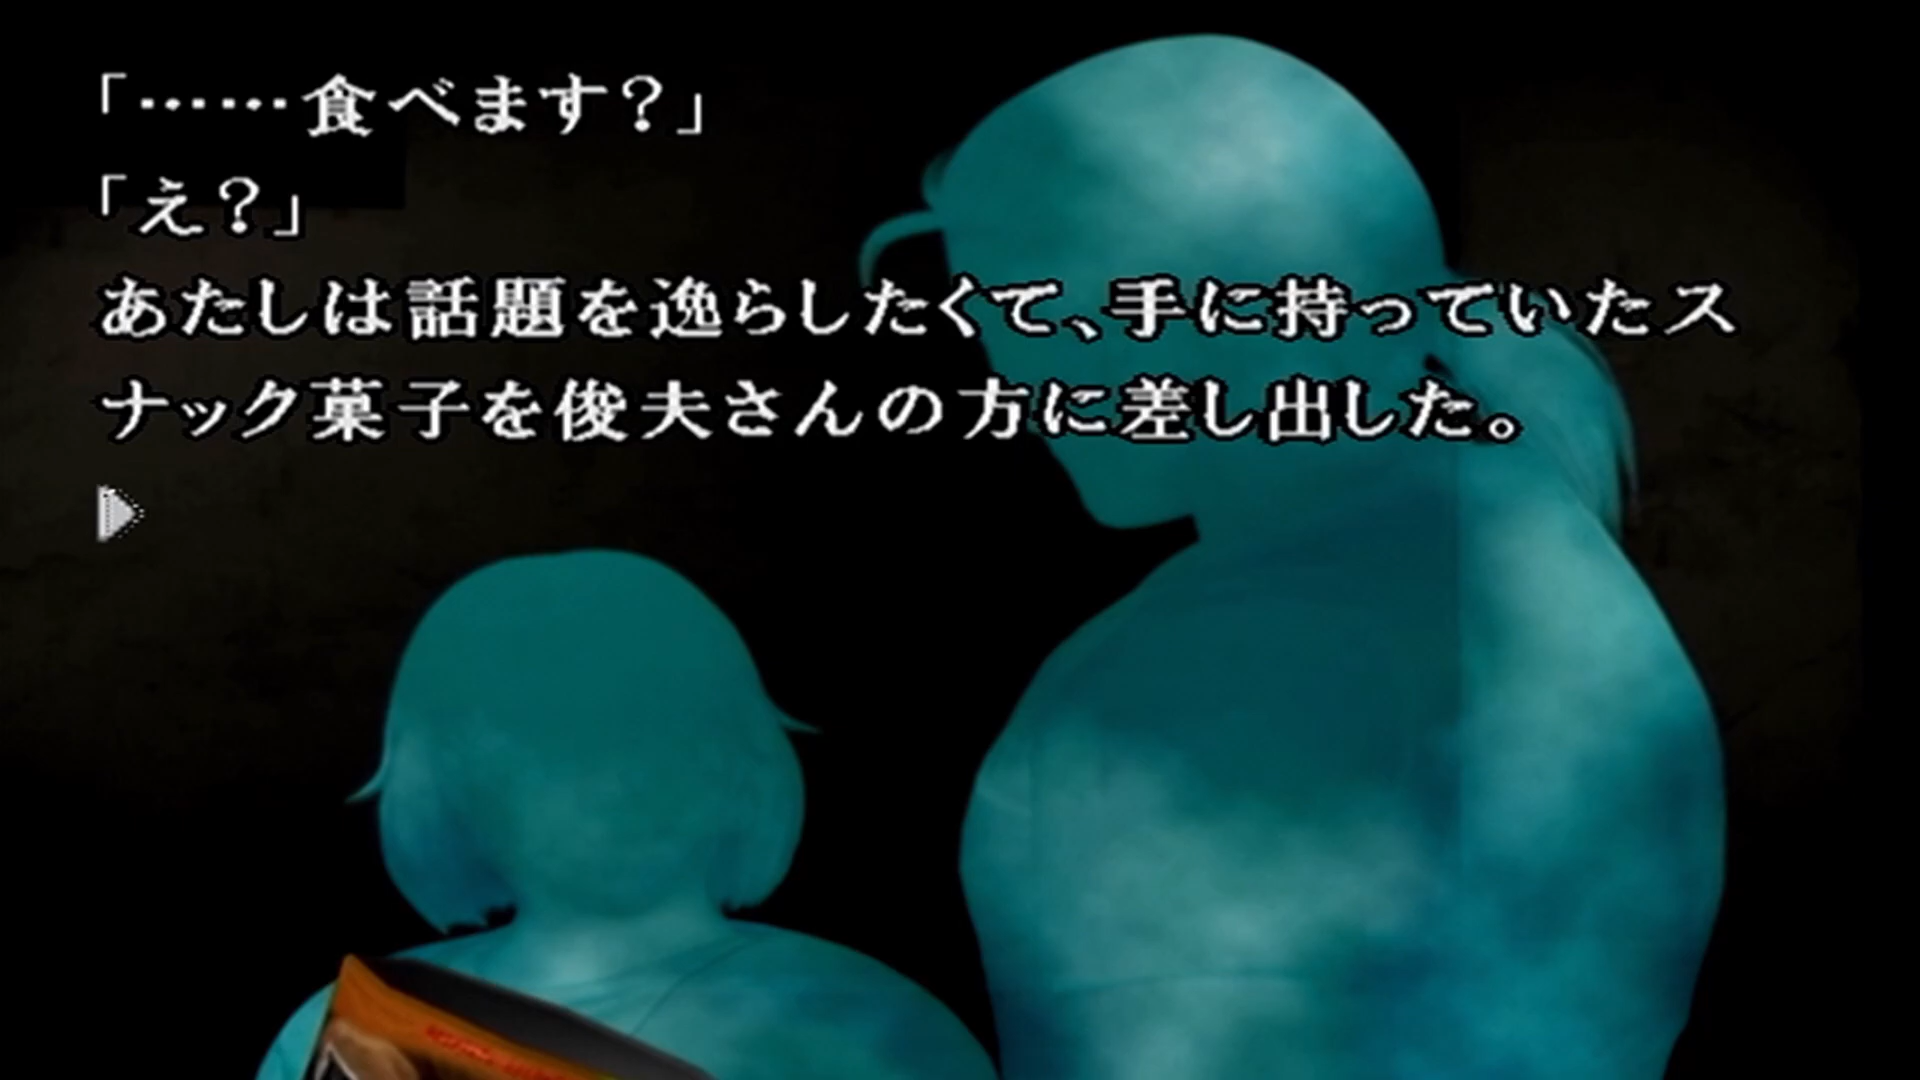 「……食べます？」
「え？」
あたしは話題を逸らしたくて、手に持っていたス
ナック菓子を俊夫さんの方に差し出した。